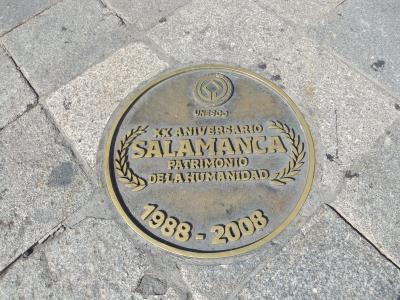 UNESCO
XX ANIVERSARIO
SALAMANCA
PATRIMONIO
DE LA HUMANIDAD
1988 - 2008